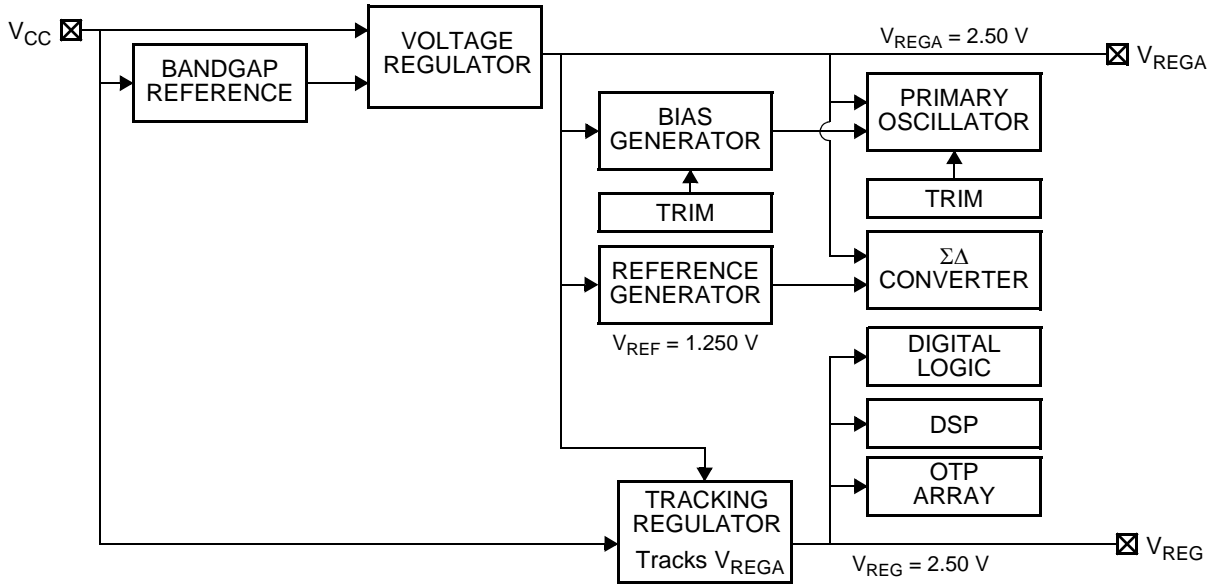 V_CC
VOLTAGE
REGULATOR
BANDGAP
REFERENCE
V_REGA = 2.50 V
V_REGA
BIAS
GENERATOR
PRIMARY
OSCILLATOR
TRIM
TRIM
REFERENCE
GENERATOR
ΣΔ
CONVERTER
V_REF = 1.250 V
DIGITAL
LOGIC
DSP
OTP
ARRAY
TRACKING
REGULATOR
Tracks V_REGA
V_REG = 2.50 V
V_REG